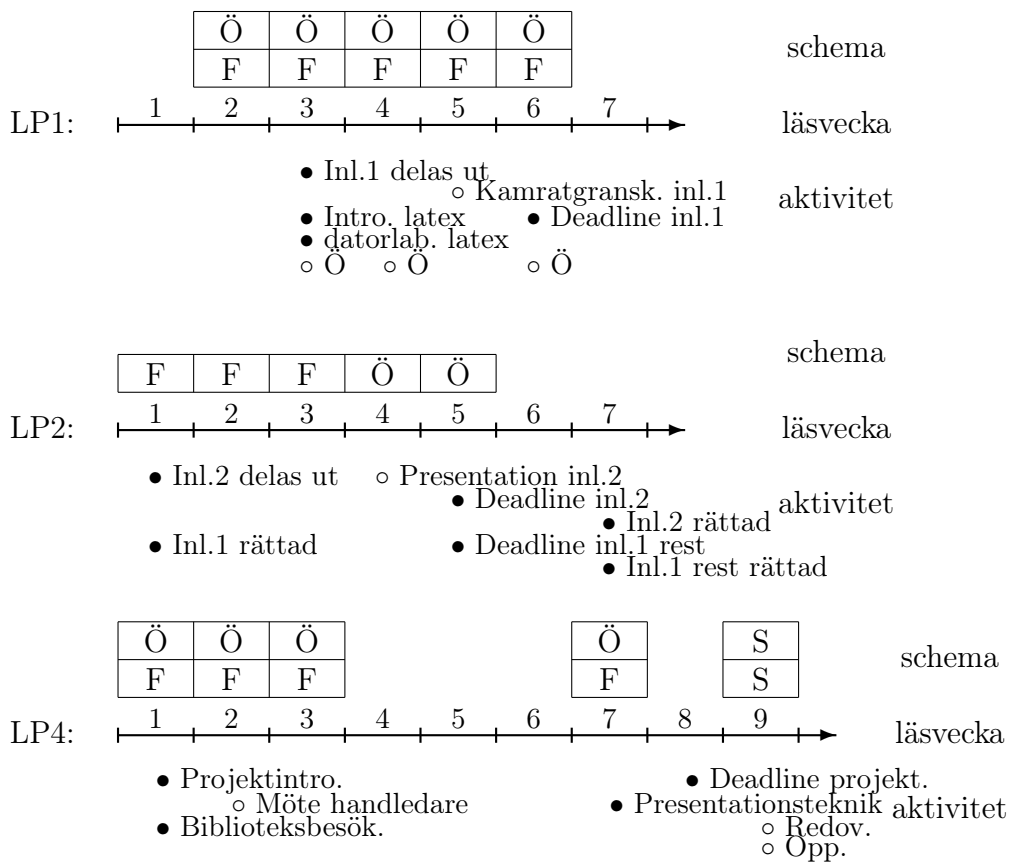 Ö Ö Ö Ö Ö
schema
F F F F F
1 2 3 4 5 6 7
LP1: läsvecka
● Inl.1 delas ut
○ Kamratgransk. inl.1
aktivitet
● Intro. latex ● Deadline inl.1
● datorlab. latex
○ Ö ○ Ö ○ Ö
schema
F F F Ö Ö
1 2 3 4 5 6 7
LP2: läsvecka
● Inl.2 delas ut ○ Presentation inl.2
● Deadline inl.2
aktivitet
● Inl.2 rättad
● Inl.1 rättad ● Deadline inl.1 rest
● Inl.1 rest rättad
Ö Ö Ö Ö S
schema
F F F F S
1 2 3 4 5 6 7 8 9
LP4: läsvecka
● Projektintro. ● Deadline projekt.
○ Möte handledare ● Presentationsteknik aktivitet
● Biblioteksbesök. ○ Redov.
○ Opp.